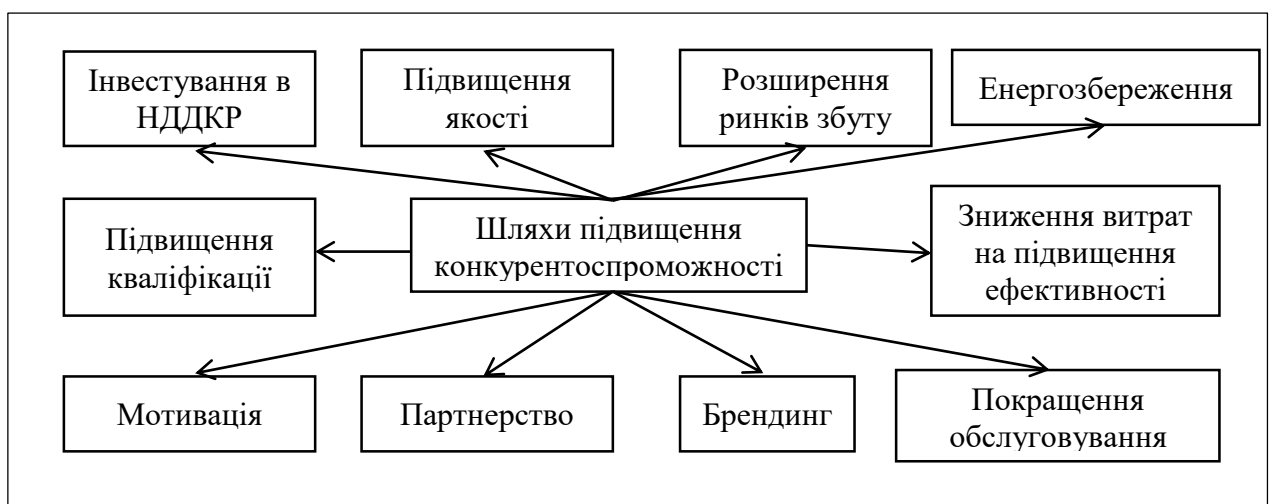 Інвестування в
НДДКР
Підвищення
якості
Розширення
ринків збуту
Енергозбереження
Підвищення
кваліфікації
Шляхи підвищення
конкурентоспроможності
Зниження витрат
на підвищення
ефективності
Мотивація
Партнерство
Брендинг
Покращення
обслуговування